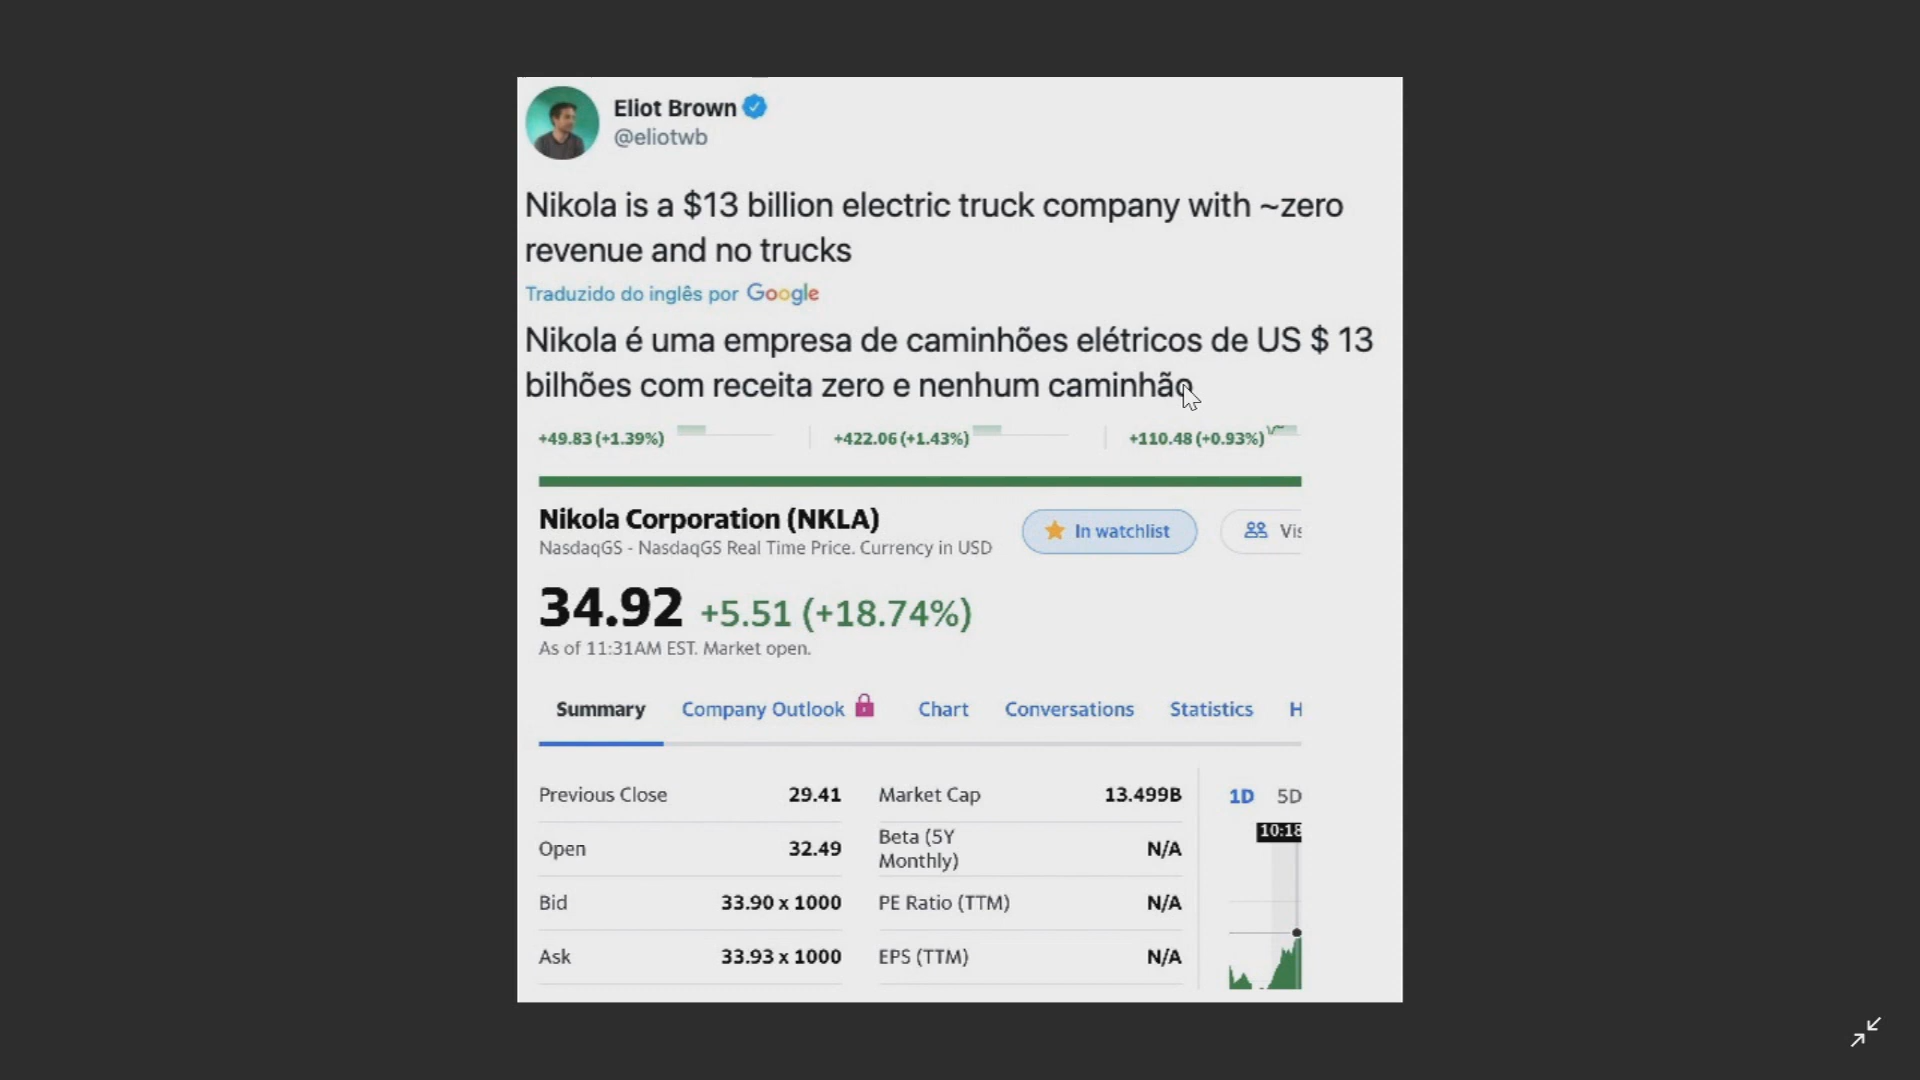 Eliot Brown
@eliotwb
Nikola is a $13 billion electric truck company with ~zero
revenue and no trucks
Traduzido do inglês por Google
Nikola é uma empresa de caminhões elétricos de US $ 13
bilhões com receita zero e nenhum caminhão
+49.83 (+1.39%) +422.06 (+1.43%) +110.48 (+0.93%)
Nikola Corporation (NKLA)
NasdaqGS - NasdaqGS Real Time Price. Currency in USD
In watchlist Vis
34.92 +5.51 (+18.74%)
As of 11:31AM EST. Market open.
Summary Company Outlook Chart Conversations Statistics H
Previous Close 29.41 Market Cap 13.499B
1D 5D
10:18
Open 32.49 Beta (5Y
Monthly) N/A
Bid 33.90 x 1000 PE Ratio (TTM) N/A
Ask 33.93 x 1000 EPS (TTM) N/A